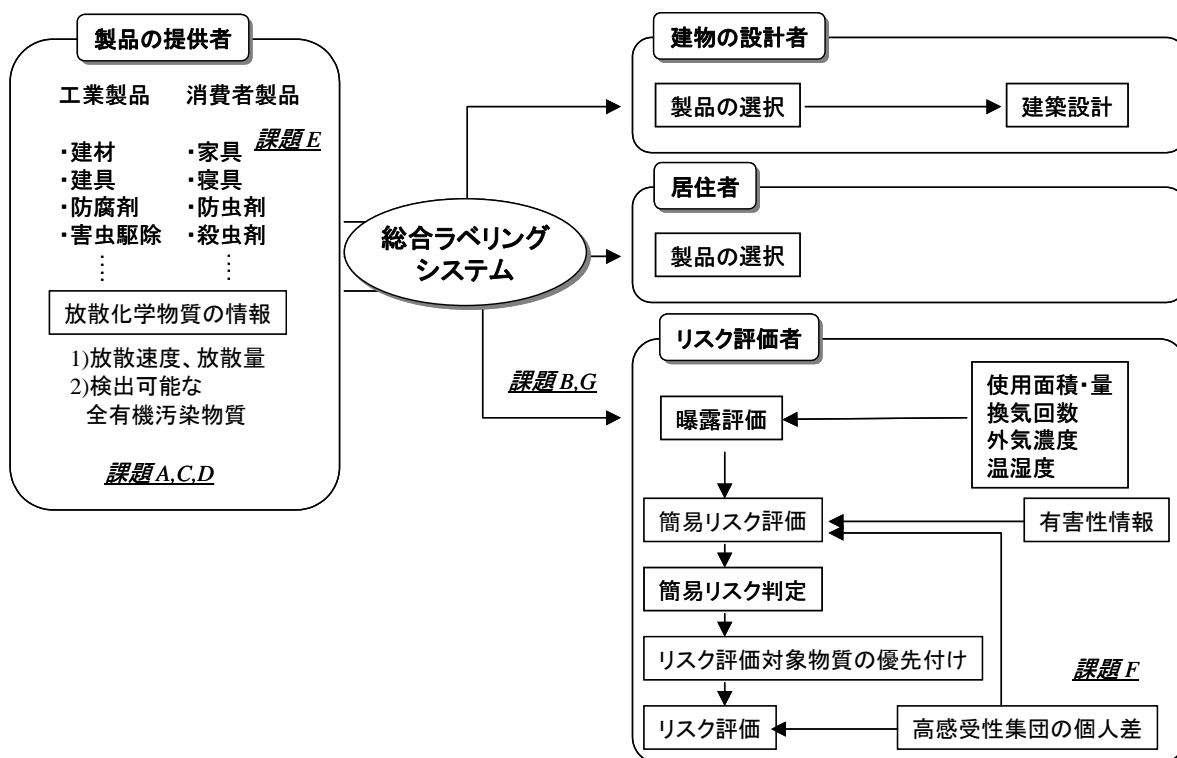 製品の提供者
工業製品 消費者製品
課題E
・建材 ・家具
・建具 ・寝具
・防腐剤 ・防虫剤
・害虫駆除 ・殺虫剤
⋮ ⋮
放散化学物質の情報
1)放散速度、放散量
2)検出可能な
全有機汚染物質
課題A,C,D
総合ラベリング
システム
課題B,G
建物の設計者
製品の選択 建築設計
居住者
製品の選択
リスク評価者
使用面積・量
換気回数
外気濃度
温湿度
曝露評価
簡易リスク評価 有害性情報
簡易リスク判定
リスク評価対象物質の優先付け
課題F
リスク評価 高感受性集団の個人差